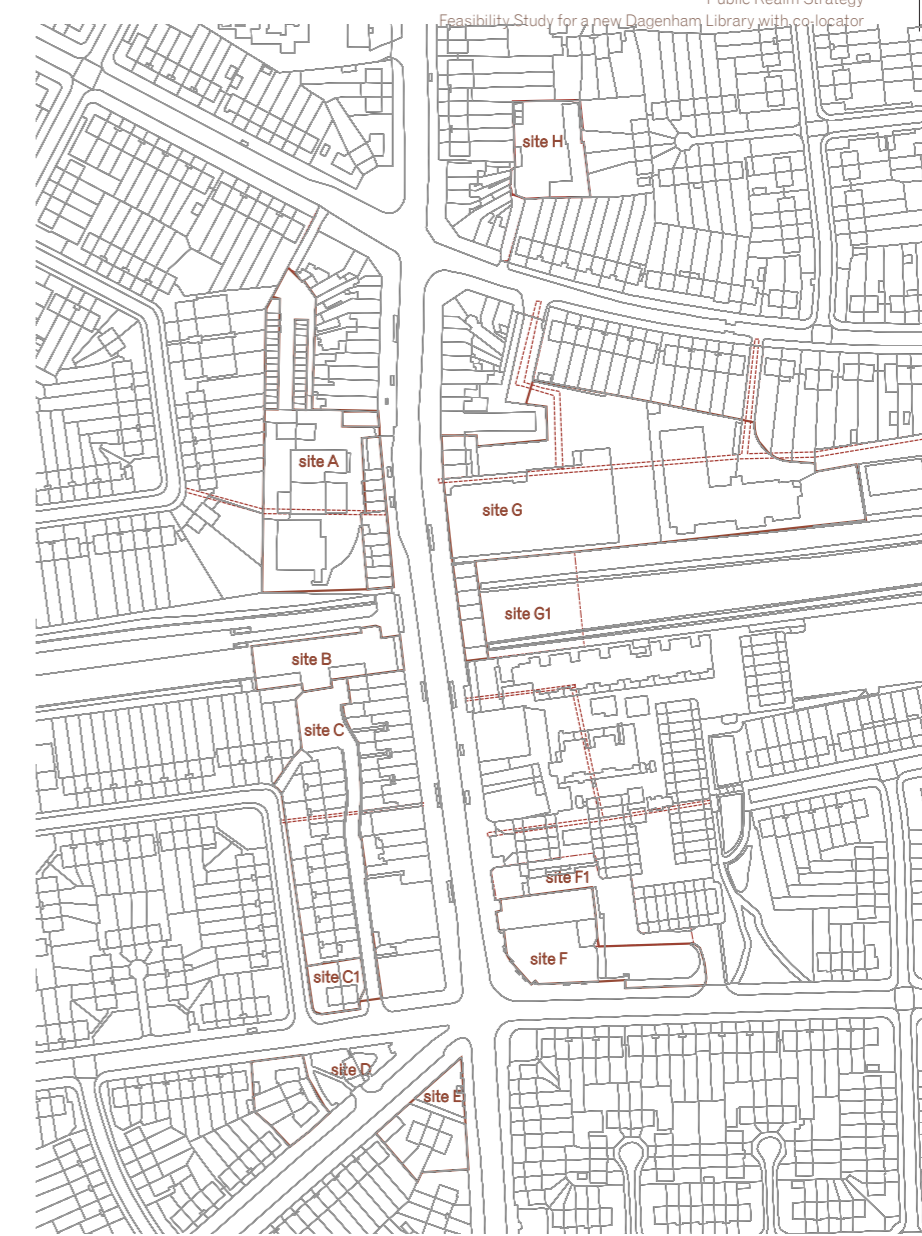 Public Realm Strategy
Feasibility Study for a new Dagenham Library with co-locator
site H
site A
site G
site G1
site B
site C
site F1
site F
site C1
site D
site E